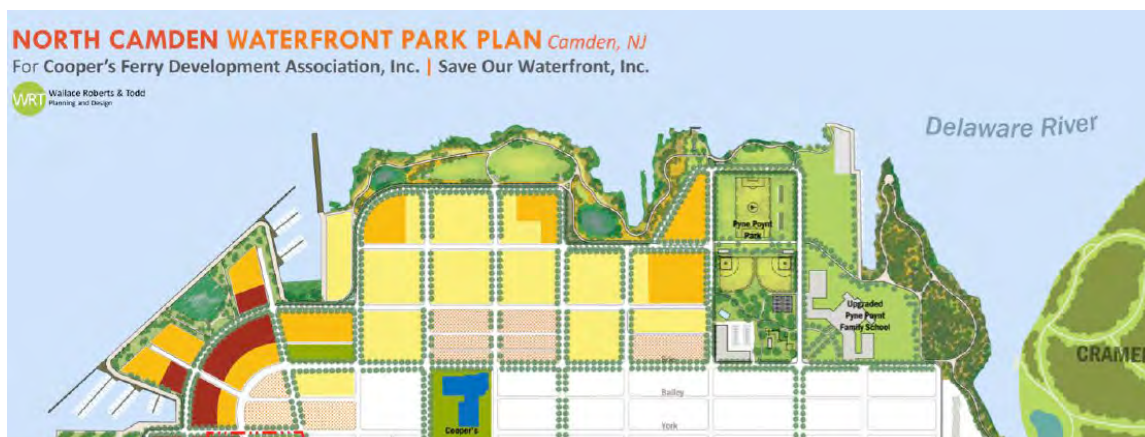 NORTH CAMDEN WATERFRONT PARK PLAN Camden, NJ
For Cooper's Ferry Development Association, Inc. | Save Our Waterfront, Inc.
WRT Wallace Roberts & Todd
Planning and Design
Delaware River
Pyne Poynt
Park
Upgraded
Pyne Poynt
Family School
CRAME
Bailey
York
Cooper's